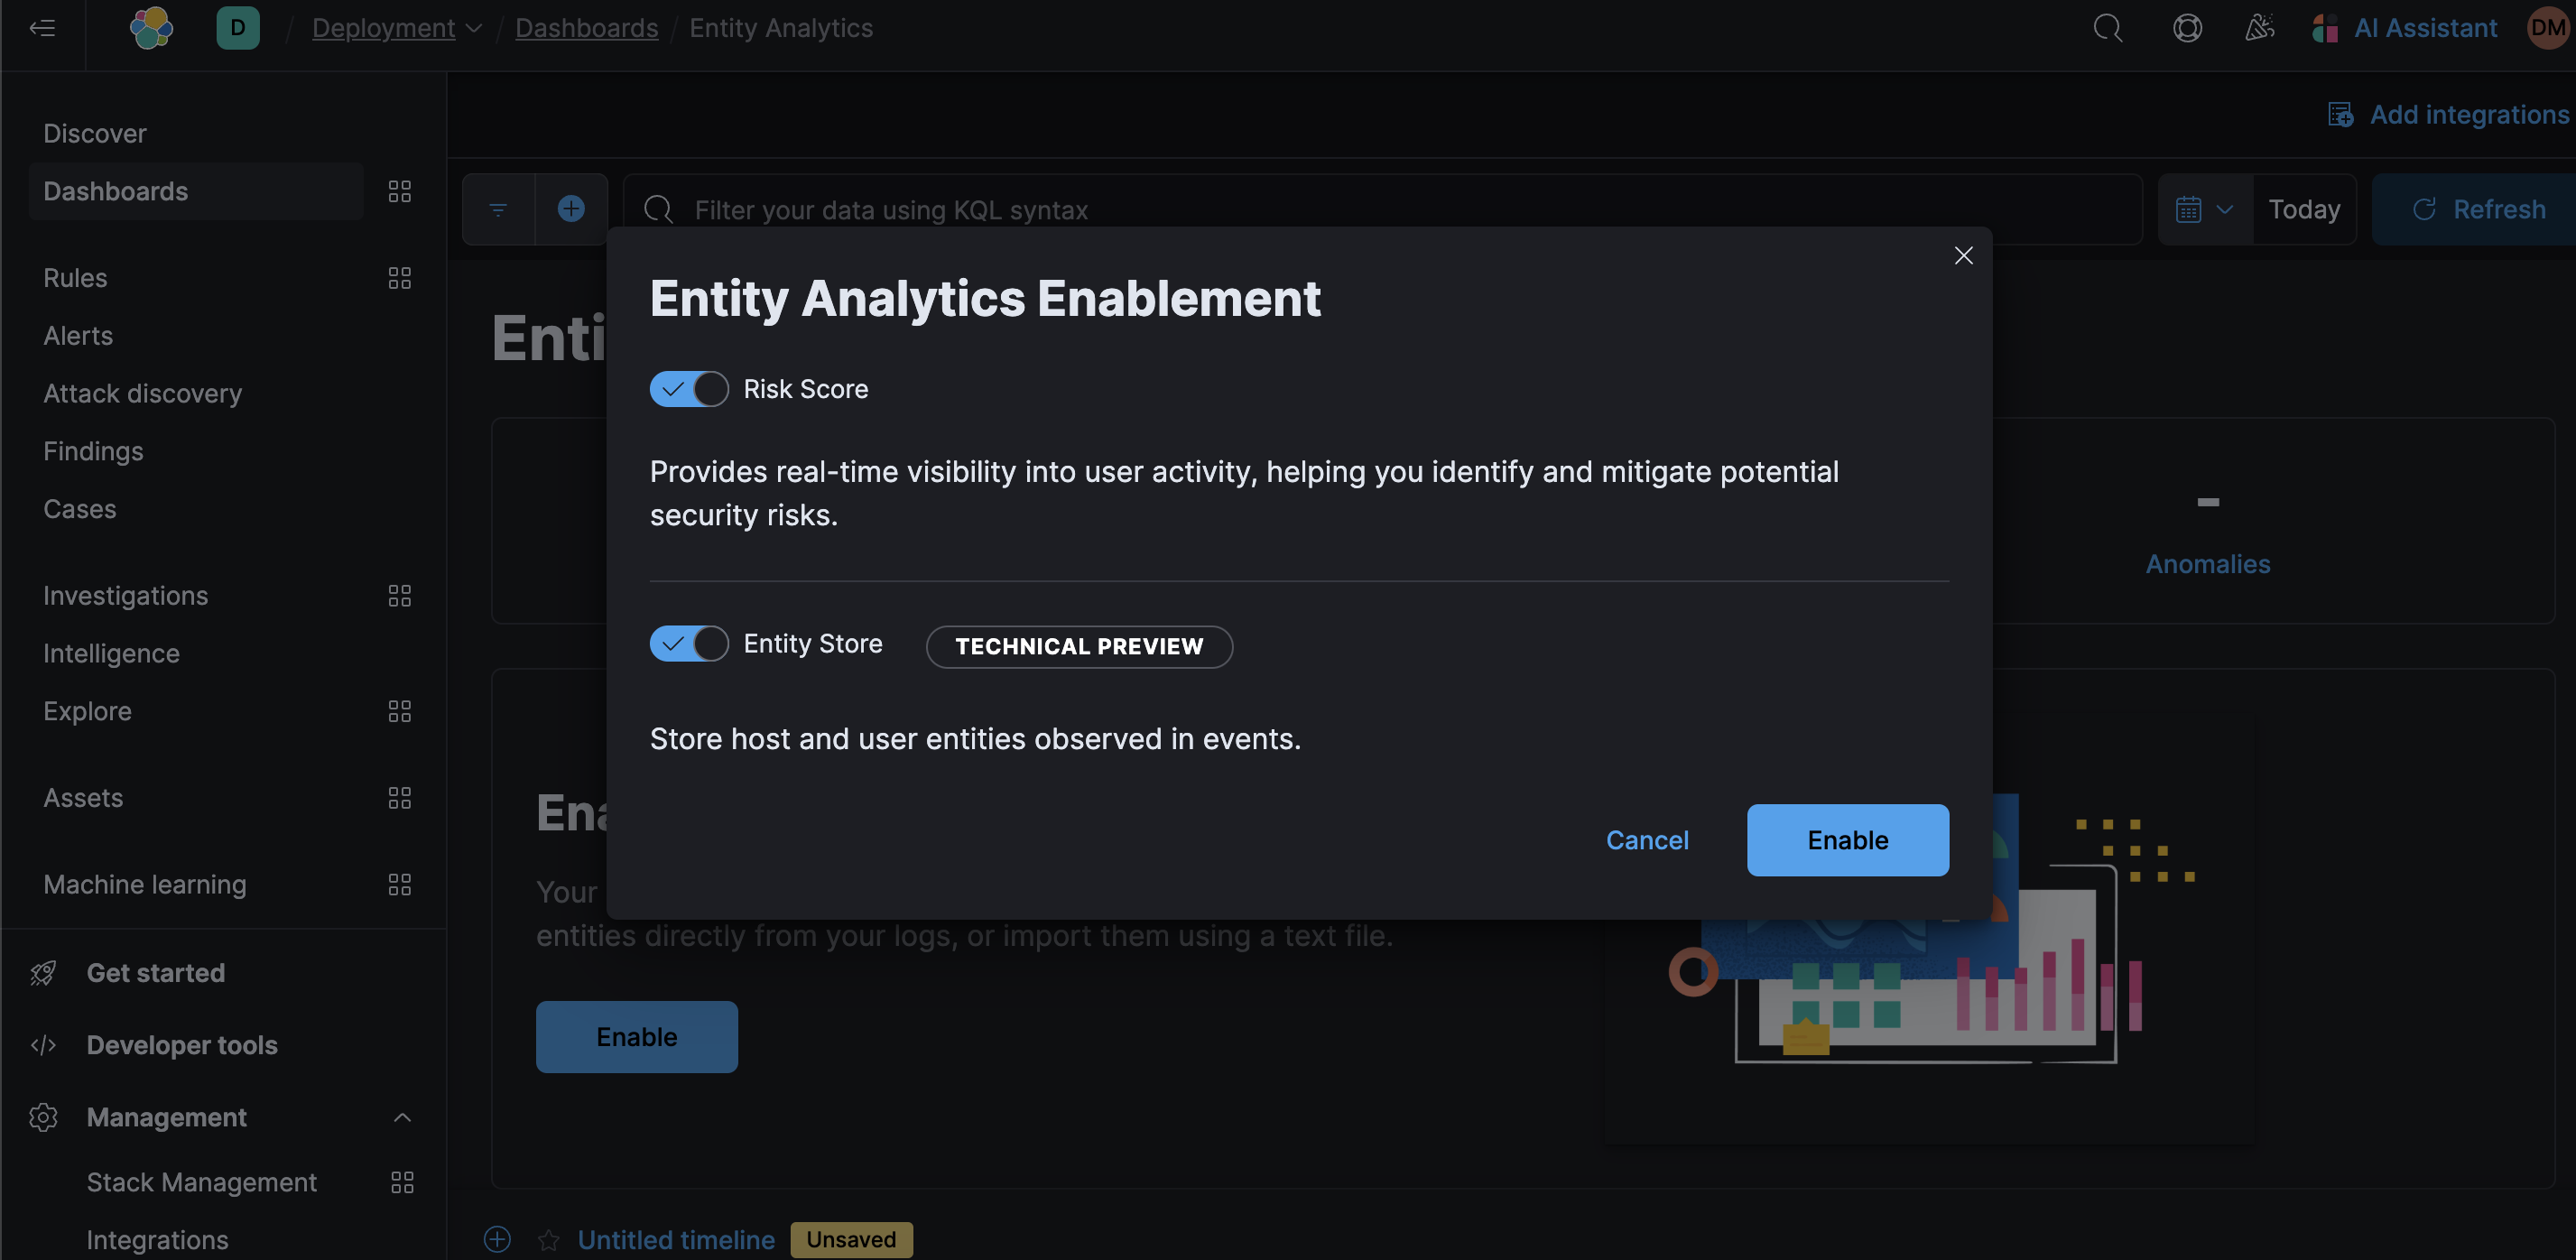 D / Deployment / Dashboards / Entity Analytics
AI Assistant DM
Add integrations
Discover
Dashboards
Rules
Alerts
Attack discovery
Findings
Cases
Investigations
Intelligence
Explore
Assets
Machine learning
Get started
Developer tools
Management
Stack Management
Integrations
Filter your data using KQL syntax
Today
Refresh
Enti
Anomalies
Entity Analytics Enablement
Risk Score
Provides real-time visibility into user activity, helping you identify and mitigate potential
security risks.
Entity Store TECHNICAL PREVIEW
Store host and user entities observed in events.
Cancel Enable
Ena
Your
entities directly from your logs, or import them using a text file.
Enable
Untitled timeline Unsaved